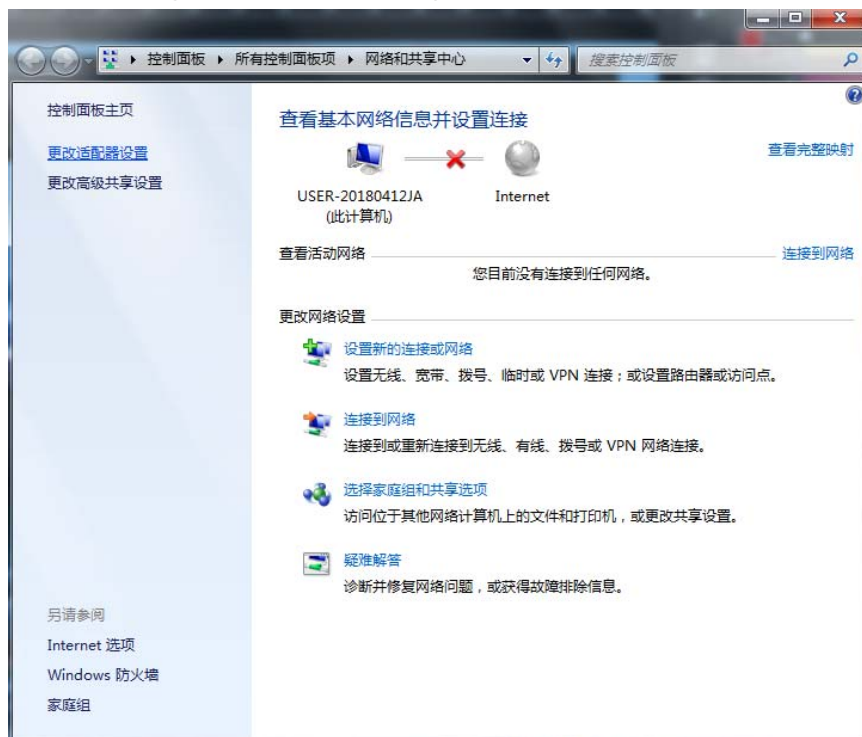 控制面板 ▸ 所有控制面板项 ▸ 网络和共享中心
搜索控制面板
控制面板主页
更改适配器设置
更改高级共享设置
查看基本网络信息并设置连接
查看完整映射
USER-20180412JA
(此计算机)
Internet
查看活动网络
连接到网络
您目前没有连接到任何网络。
更改网络设置
设置新的连接或网络
设置无线、宽带、拨号、临时或 VPN 连接；或设置路由器或访问点。
连接到网络
连接到或重新连接到无线、有线、拨号或 VPN 网络连接。
选择家庭组和共享选项
访问位于其他网络计算机上的文件和打印机，或更改共享设置。
疑难解答
诊断并修复网络问题，或获得故障排除信息。
另请参阅
Internet 选项
Windows 防火墙
家庭组